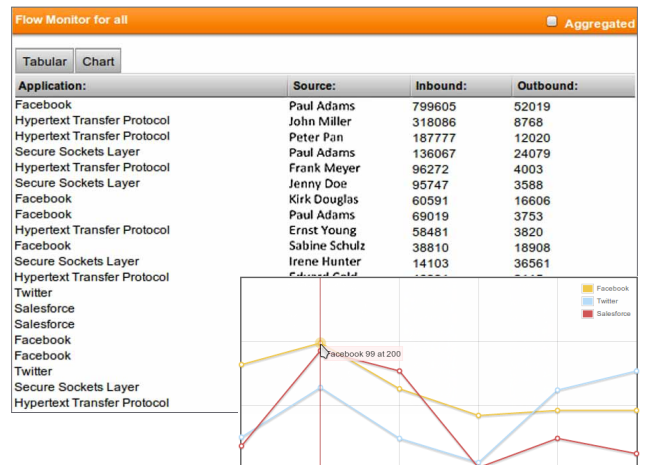 Flow Monitor for all Aggregated
Tabular Chart
Application: Source: Inbound: Outbound:
Facebook Paul Adams 799605 52019
Hypertext Transfer Protocol John Miller 318086 8768
Hypertext Transfer Protocol Peter Pan 187777 12020
Secure Sockets Layer Paul Adams 136067 24079
Hypertext Transfer Protocol Frank Meyer 96272 4003
Secure Sockets Layer Jenny Doe 95747 3588
Facebook Kirk Douglas 60591 16606
Facebook Paul Adams 69019 3753
Hypertext Transfer Protocol Ernst Young 58481 3820
Facebook Sabine Schulz 38810 18908
Secure Sockets Layer Irene Hunter 14103 36561
Hypertext Transfer Protocol
Twitter
Salesforce
Salesforce
Facebook
Facebook
Twitter
Secure Sockets Layer
Hypertext Transfer Protocol
Facebook
Twitter
Salesforce
Facebook 99 at 200